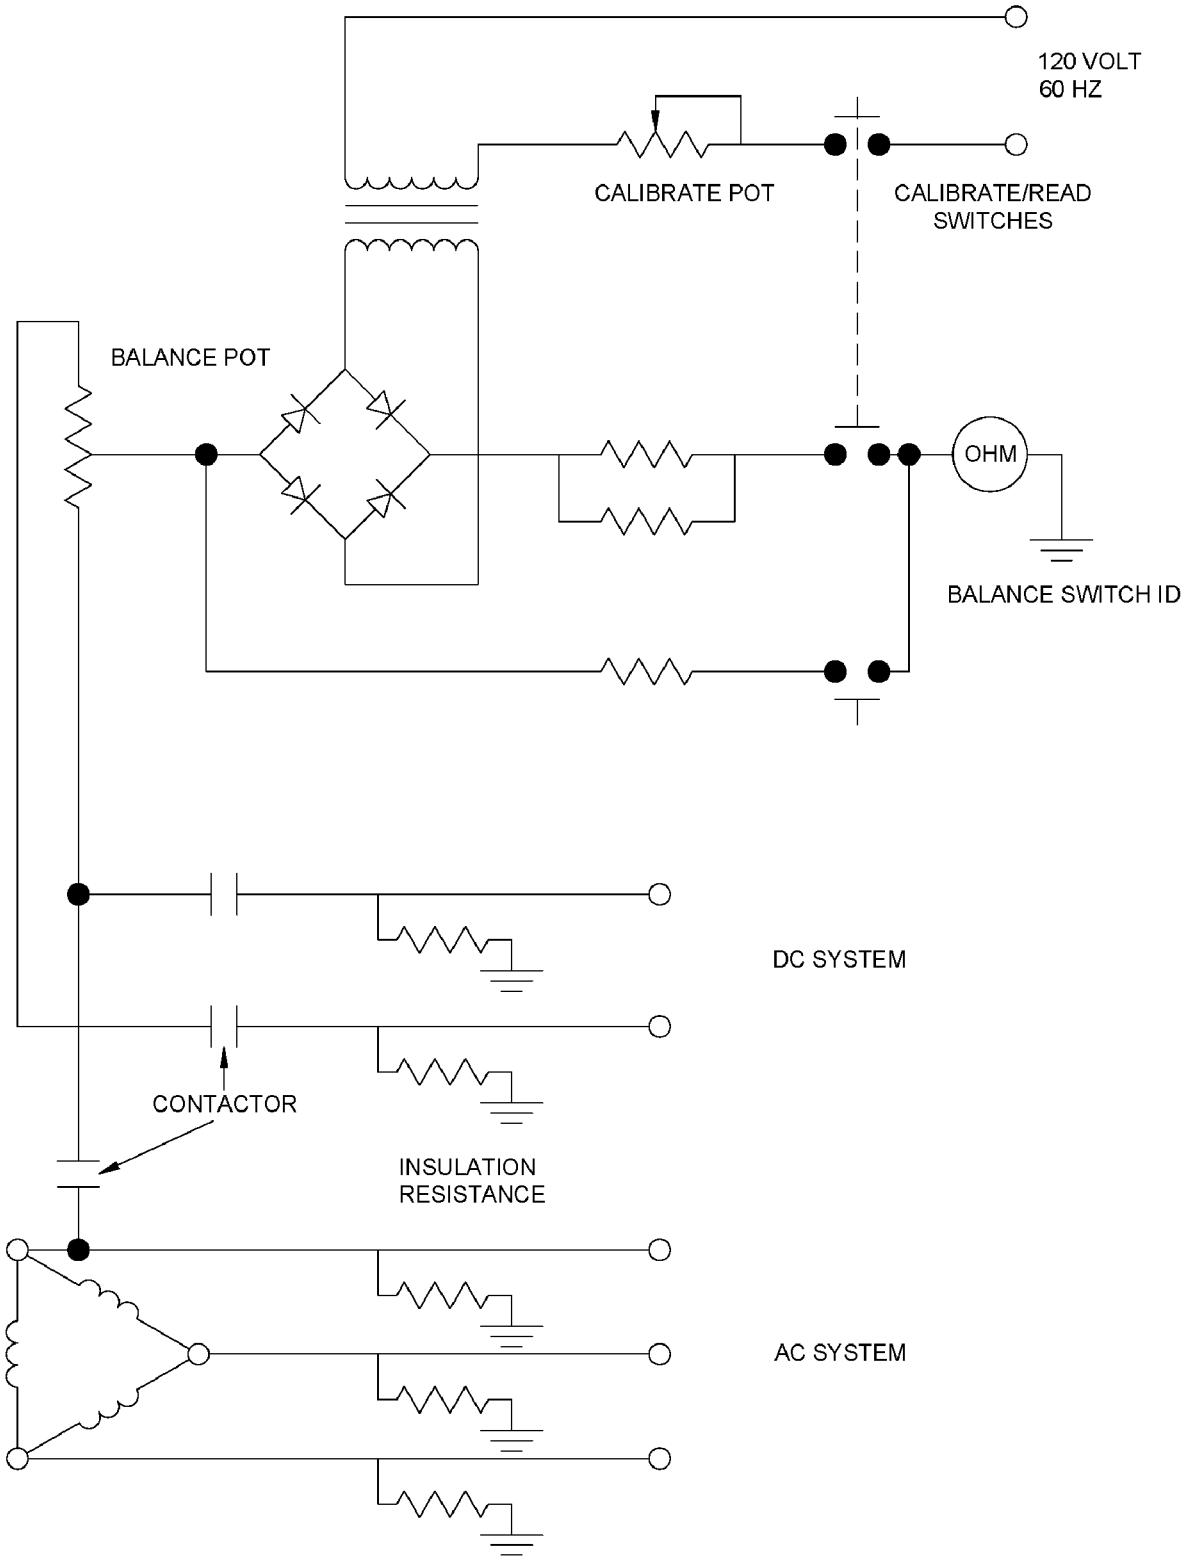 120 VOLT
60 HZ
CALIBRATE POT
CALIBRATE/READ
SWITCHES
BALANCE POT
OHM
BALANCE SWITCH ID
DC SYSTEM
CONTACTOR
INSULATION
RESISTANCE
AC SYSTEM